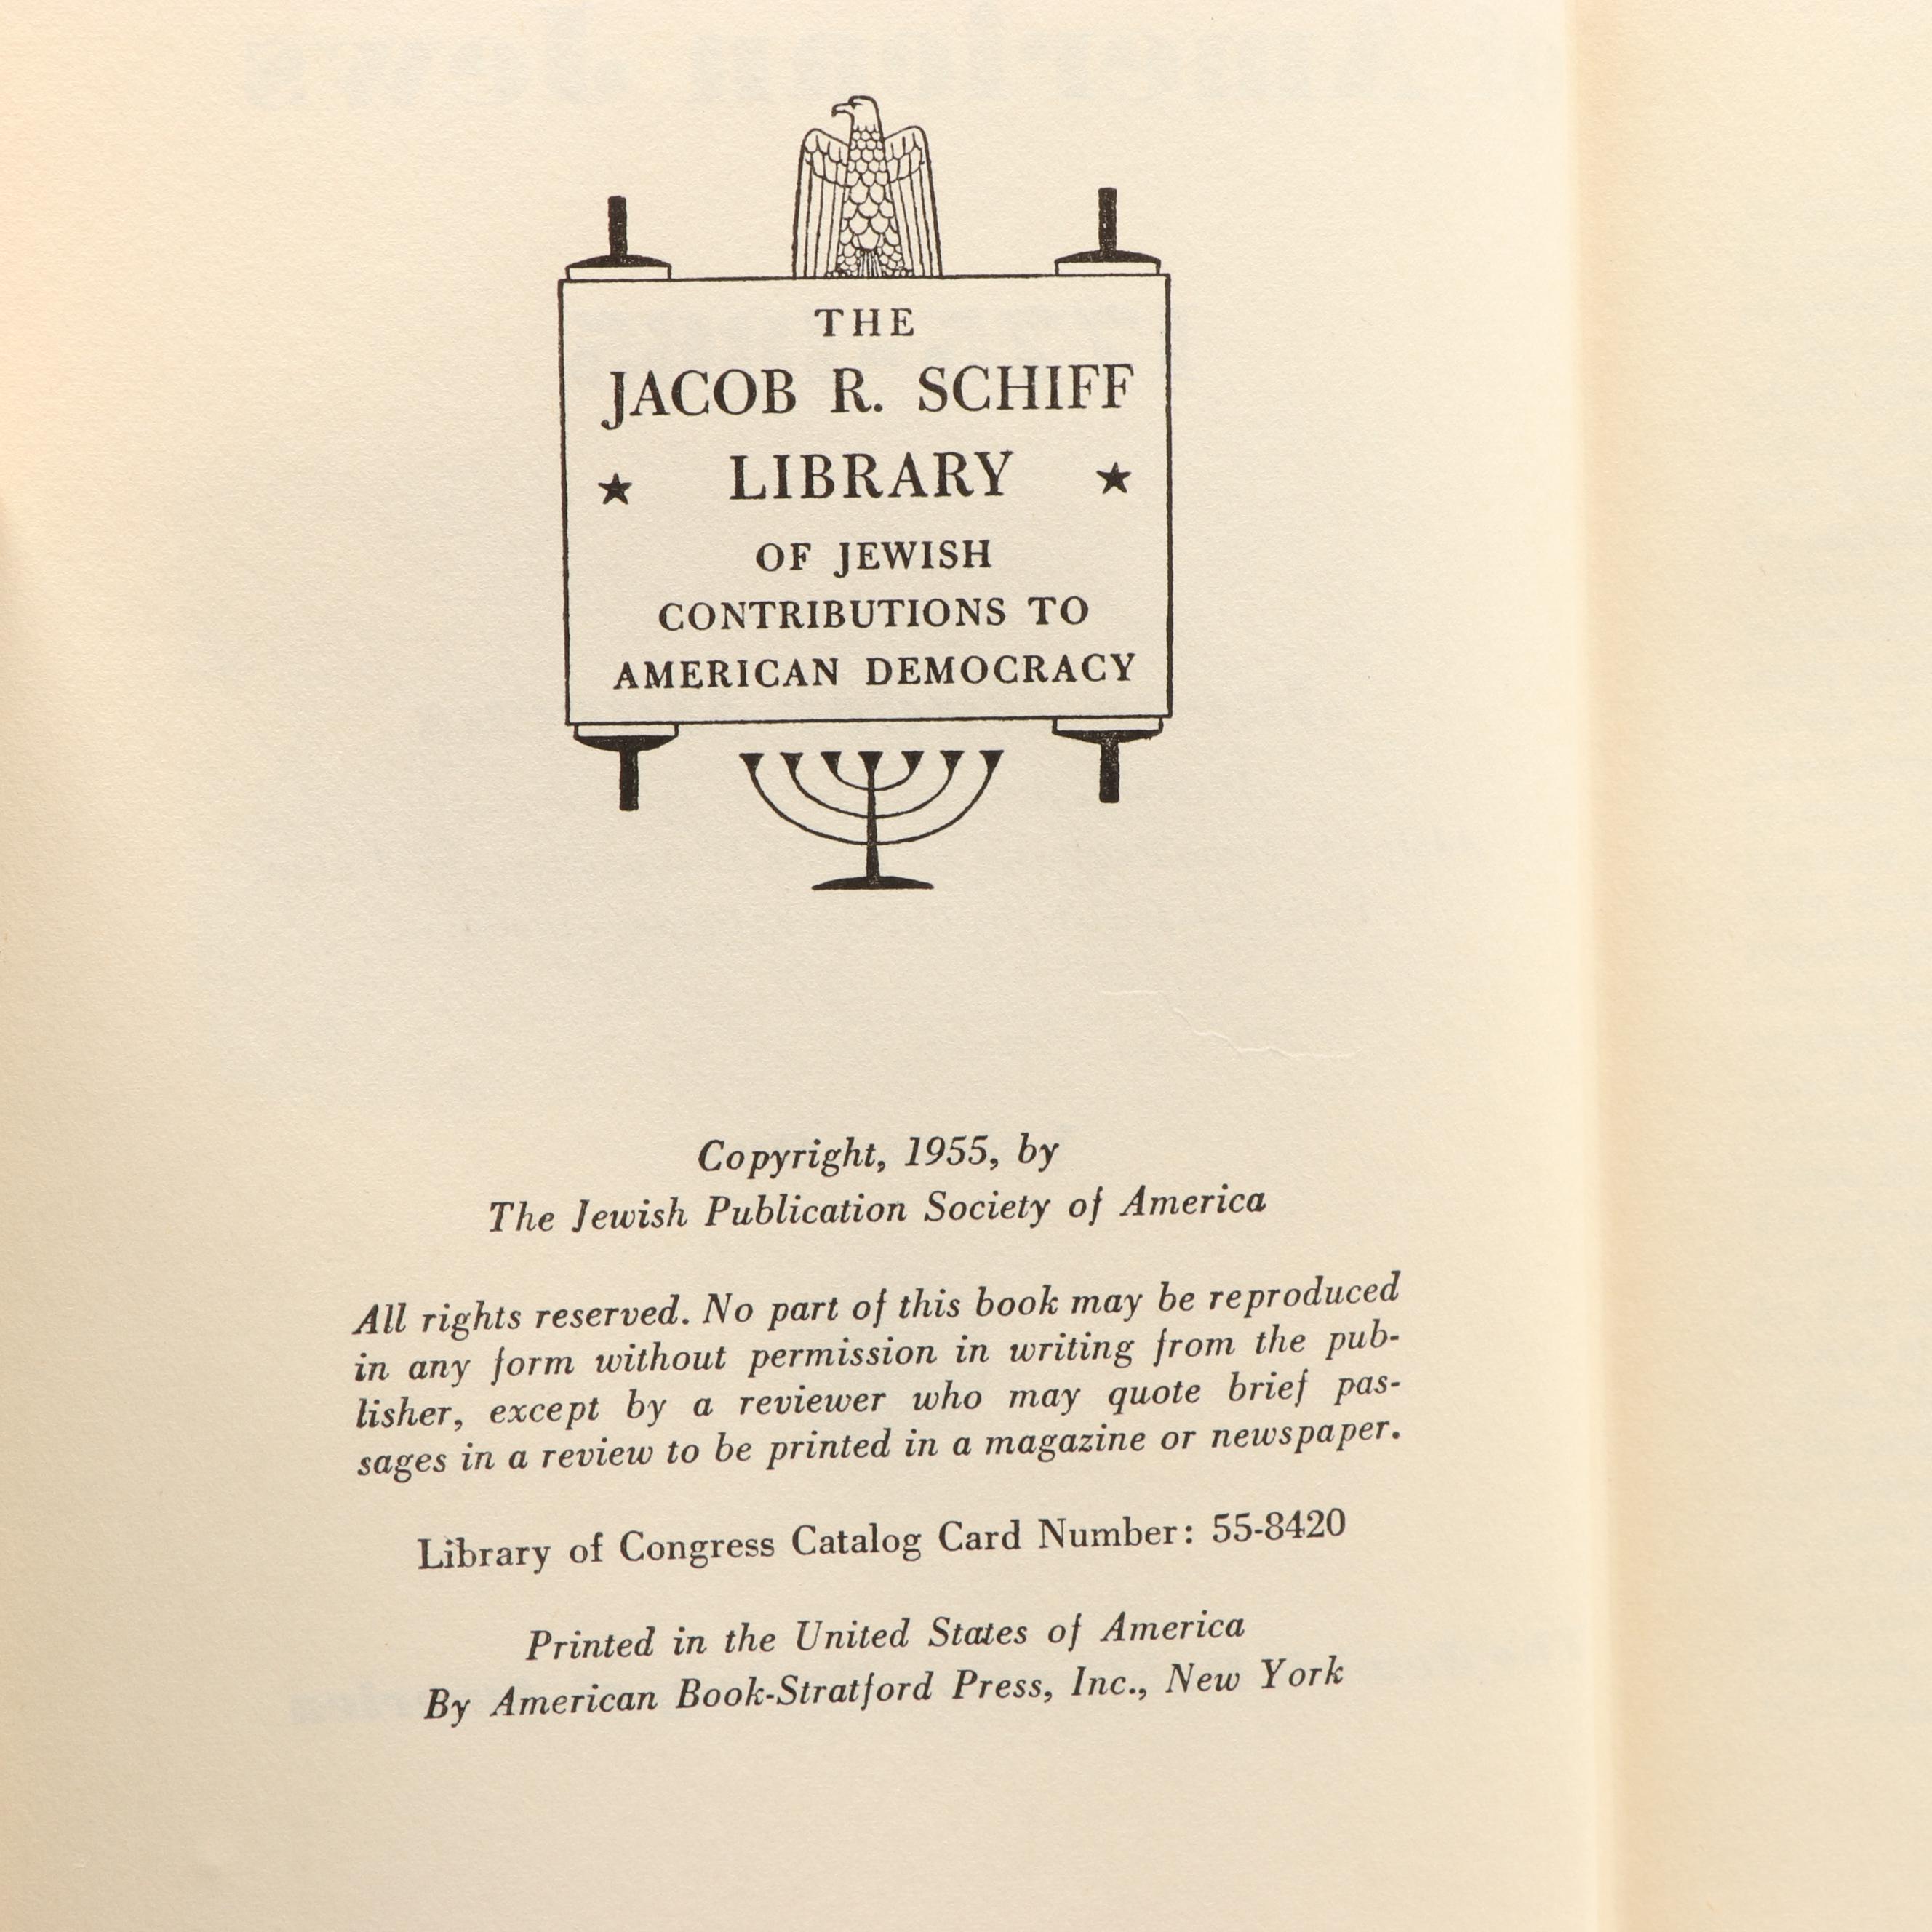 THE
JACOB R. SCHIFF
LIBRARY
OF JEWISH
CONTRIBUTIONS TO
AMERICAN DEMOCRACY
Copyright, 1955, by
The Jewish Publication Society of America
All rights reserved. No part of this book may be reproduced
in any form without permission in writing from the pub-
lisher, except by a reviewer who may quote brief pas-
sages in a review to be printed in a magazine or newspaper.
Library of Congress Catalog Card Number: 55-8420
Printed in the United States of America
By American Book-Stratford Press, Inc., New York